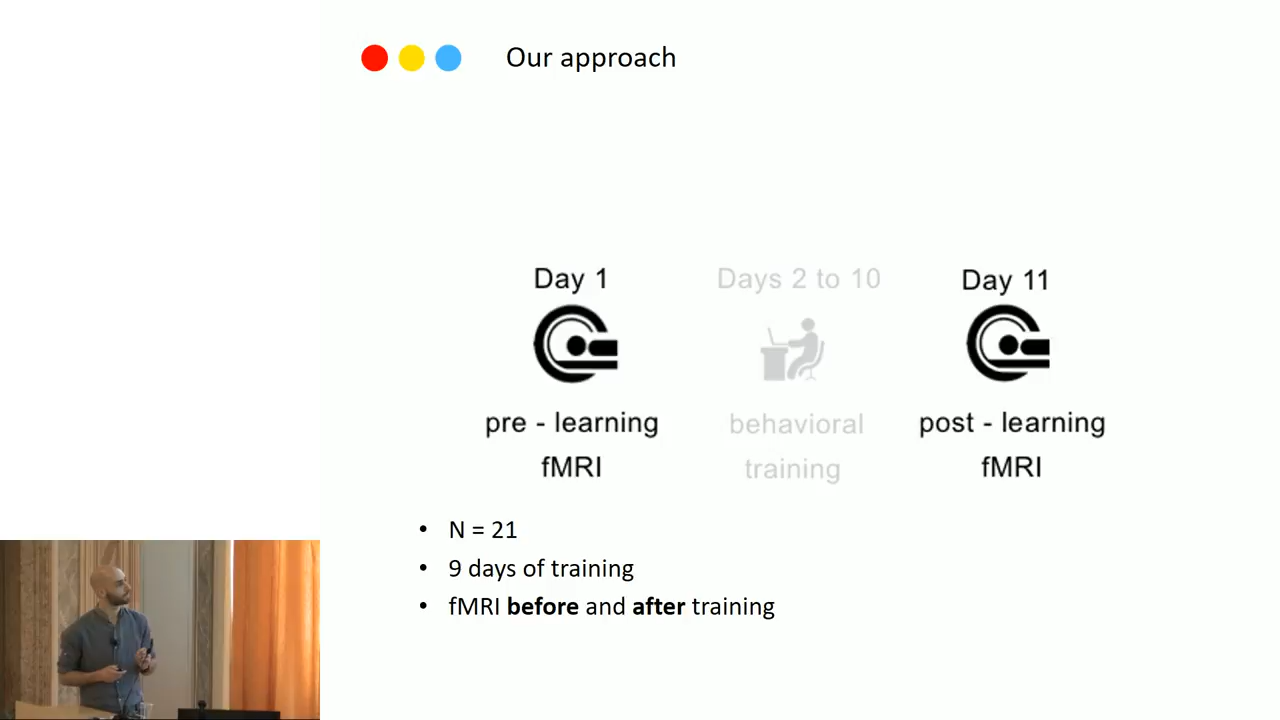 Our approach
Day 1
Days 2 to 10
Day 11
pre - learning
fMRI
behavioral
training
post - learning
fMRI
• N = 21
• 9 days of training
• fMRI before and after training